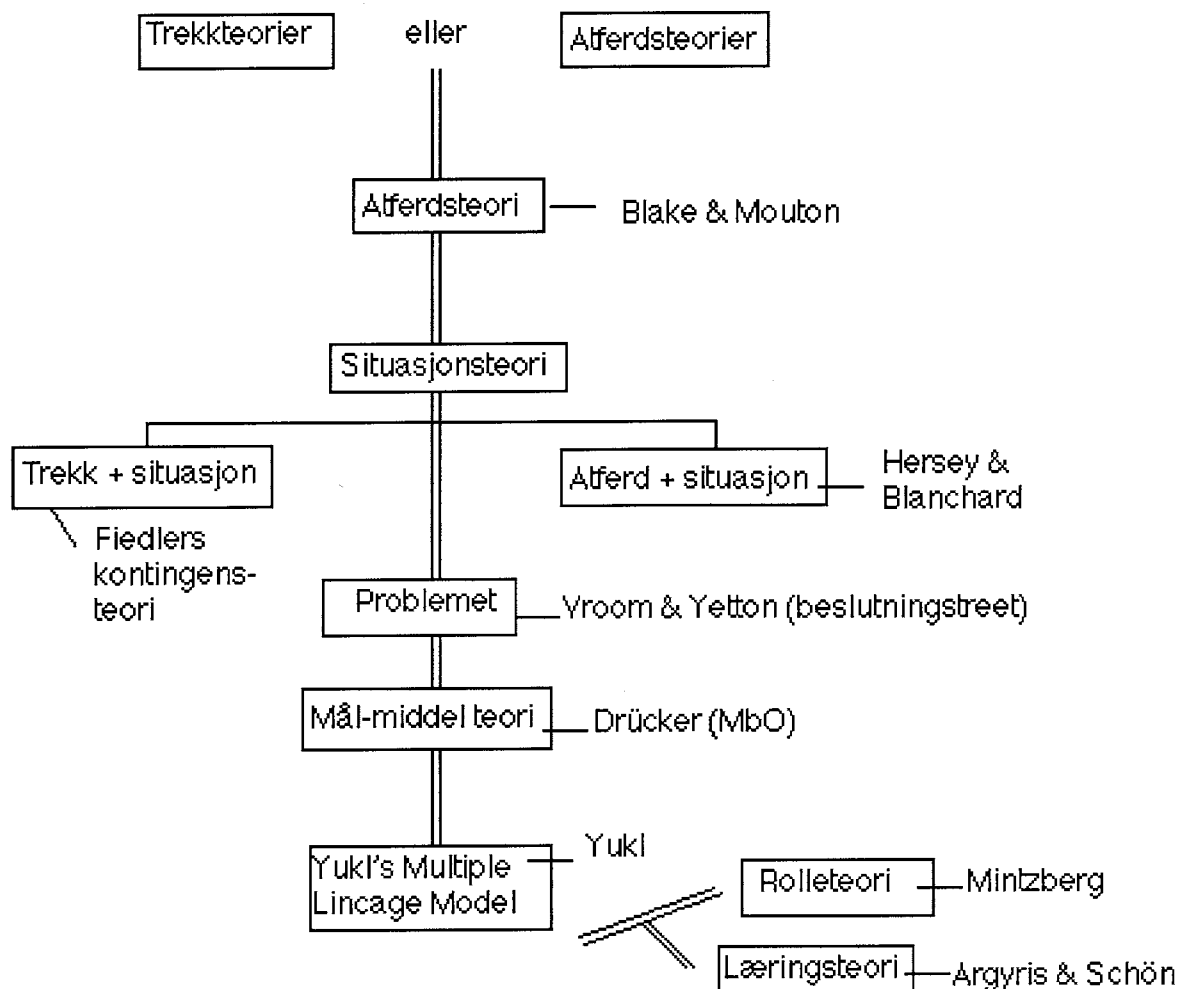 Trekkteorier eller Atferdsteorier
Atferdsteori Blake & Mouton
Situasjonsteori
Trekk + situasjon
Atferd + situasjon
Hersey &
Blanchard
Fiedlers
kontingens-
teori
Problemet
Vroom & Yetton (beslutningstreet)
Mål-middel teori Drücker (MbO)
Yukl's Multiple
Lincage Model
Yukl
Rolleteori Mintzberg
Læringsteori Argyris & Schön